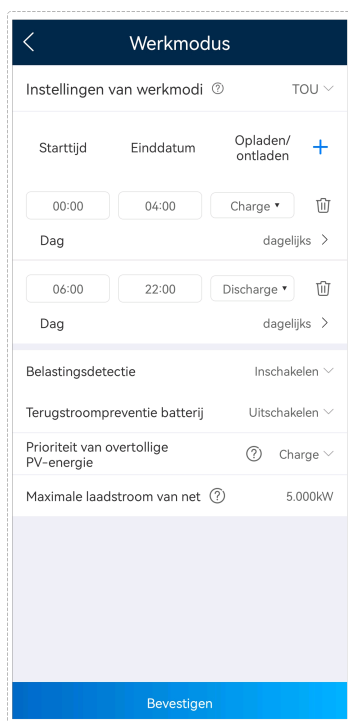 Werkmodus
Instellingen van werkmodi ? TOU
Starttijd Einddatum Opladen/
ontladen +
00:00 04:00 Charge
Dag dagelijks
06:00 22:00 Discharge
Dag dagelijks
Belastingsdetectie Inschakelen
Terugstroompreventie batterij Uitschakelen
Prioriteit van overtollige
PV-energie ? Charge
Maximale laadstroom van net ? 5.000kW
Bevestigen